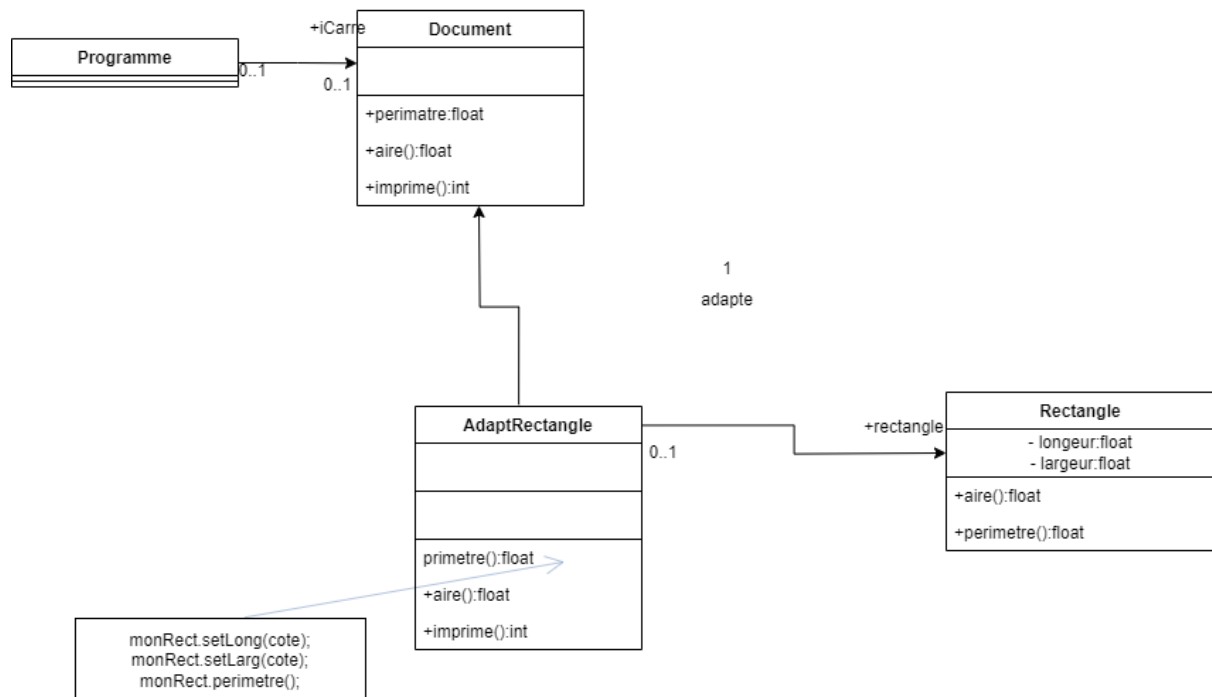 +iCarre
Document
Programme
0..1
0..1
+perimatre:float
+aire():float
+imprime():int
1
adapte
AdaptRectangle
0..1
+rectangle
Rectangle
- longeur:float
- largeur:float
+aire():float
+perimetre():float
primetre():float
+aire():float
+imprime():int
monRect.setLong(cote);
monRect.setLarg(cote);
monRect.perimetre();